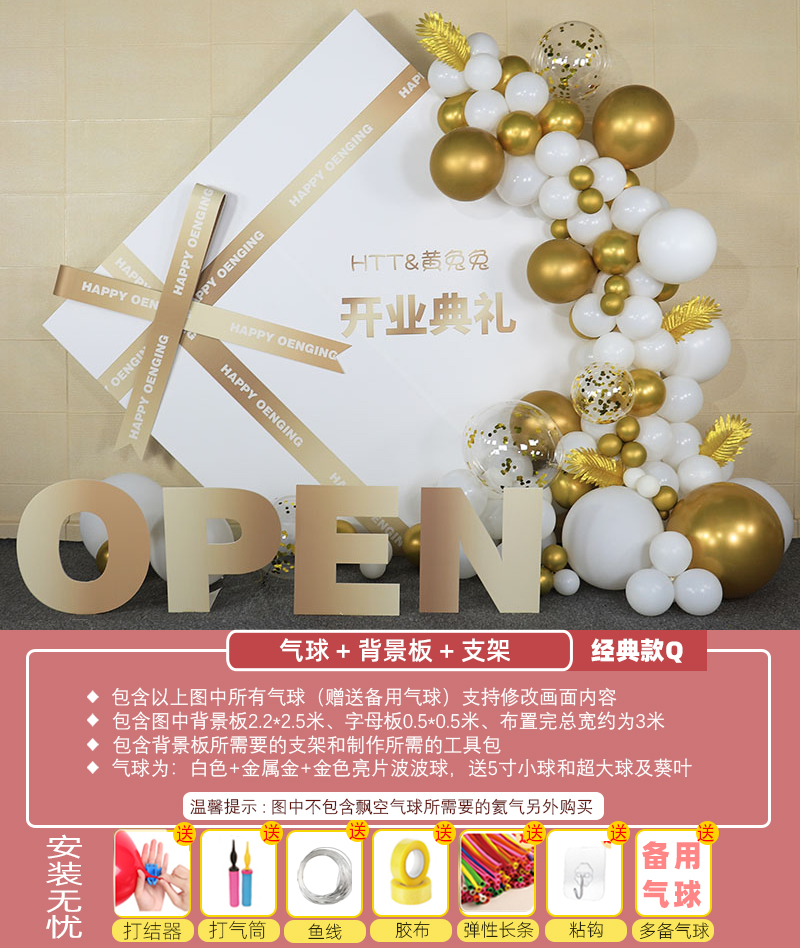 HAPPY OENGING
HAPPY OENGING
HAPPY OENGING
HAPPY OENGING
HTT&黄兔兔
开业典礼
HAPPY OENGING
HAPPY OENGING
HAPPY OENGING
OPEN
气球+背景板+支架
经典款Q
◆ 包含以上图中所有气球（赠送备用气球）支持修改画面内容
◆ 包含图中背景板2.2*2.5米、字母板0.5*0.5米、布置完总宽约为3米
◆ 包含背景板所需要的支架和制作所需的工具包
◆ 气球为：白色+金属金+金色亮片波波球，送5寸小球和超大球及葵叶
温馨提示：图中不包含飘空气球所需要的氦气另外购买
安装无忧
送 送 送 送 送 送 送
备用
气球
打结器 打气筒 鱼线 胶布 弹性长条 粘钩 多备气球